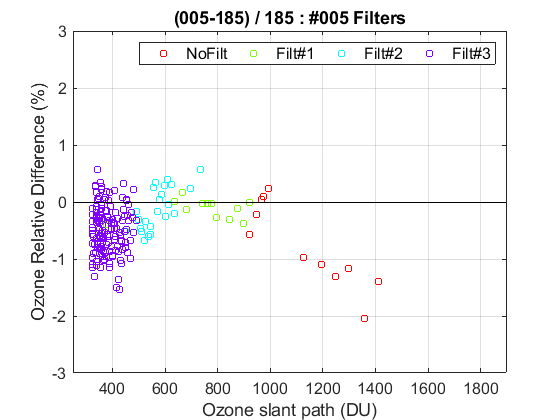 (005-185) / 185 : #005 Filters
NoFilt Filt#1 Filt#2 Filt#3
3
2
1
0
-1
-2
-3
Ozone Relative Difference (%)
400 600 800 1000 1200 1400 1600 1800
Ozone slant path (DU)